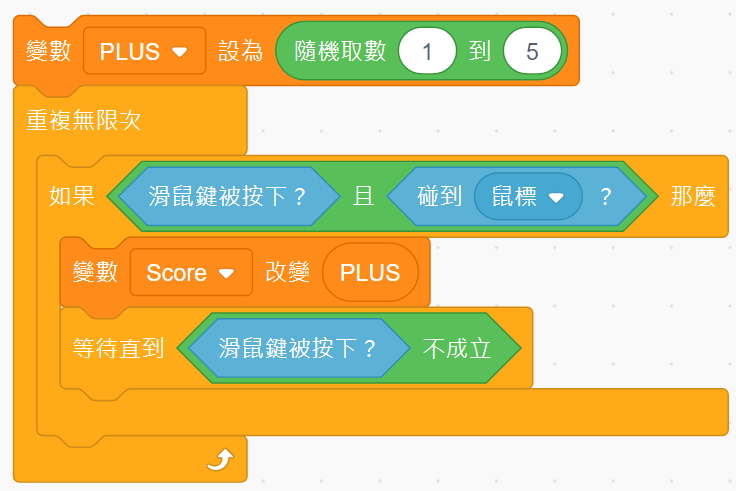 變數 PLUS 設為 隨機取數 1 到 5
重複無限次
如果 滑鼠鍵被按下？ 且 碰到 鼠標 ？ 那麼
變數 Score 改變 PLUS
等待直到 滑鼠鍵被按下？ 不成立